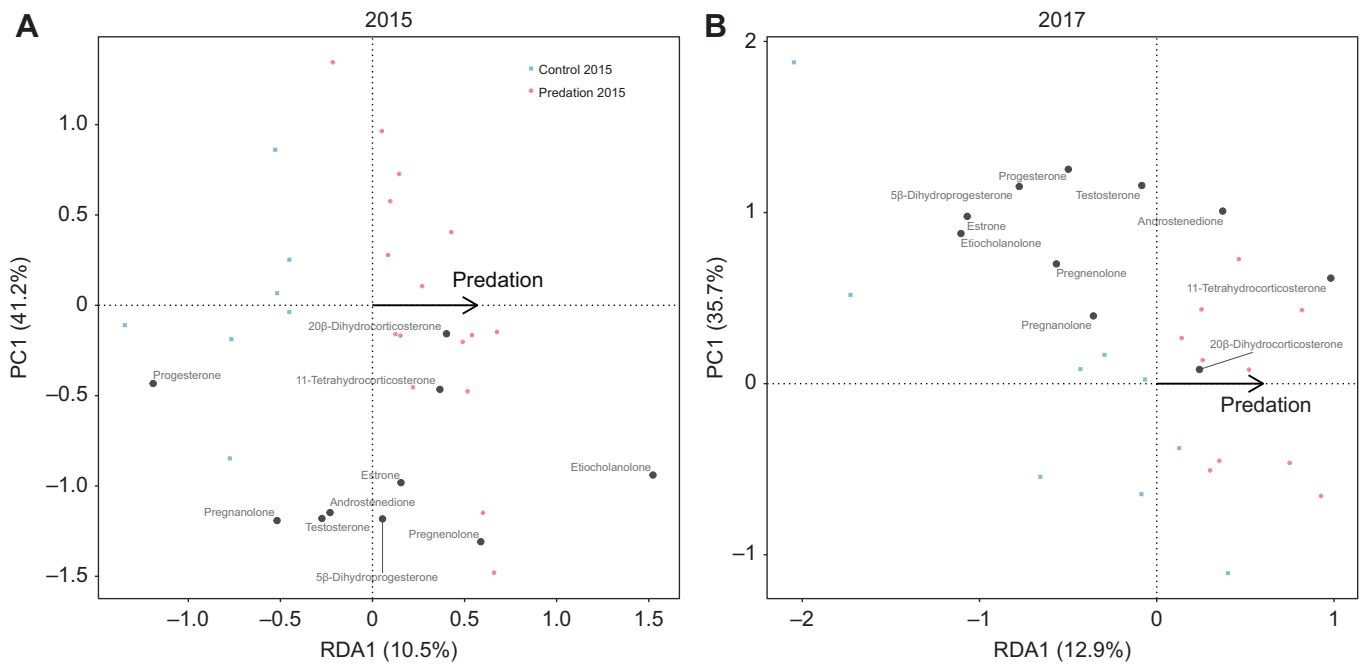 A
2015
Control 2015
Predation 2015
1.0
0.5
0
−0.5
−1.0
−1.5
PC1 (41.2%)
Predation
20β-Dihydrocorticosterone
11-Tetrahydrocorticosterone
Progesterone
Etiocholanolone
Estrone
Androstenedione
Pregnanolone
Testosterone
Pregnenolone
5β-Dihydroprogesterone
−1.0
−0.5
0
0.5
1.0
1.5
RDA1 (10.5%)
B
2017
2
1
0
−1
PC1 (35.7%)
Progesterone
5β-Dihydroprogesterone
Testosterone
Androstenedione
Estrone
Etiocholanolone
Pregnenolone
11-Tetrahydrocorticosterone
Pregnanolone
20β-Dihydrocorticosterone
Predation
−2
−1
0
1
RDA1 (12.9%)